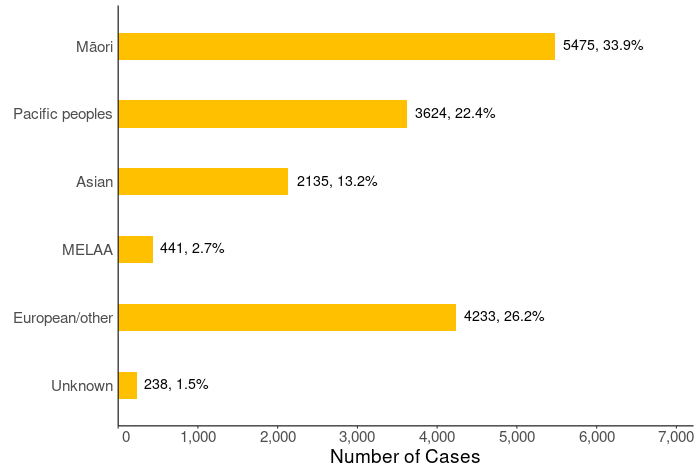 Māori 5475, 33.9%
Pacific peoples 3624, 22.4%
Asian 2135, 13.2%
MELAA 441, 2.7%
European/other 4233, 26.2%
Unknown 238, 1.5%
0 1,000 2,000 3,000 4,000 5,000 6,000 7,000
Number of Cases